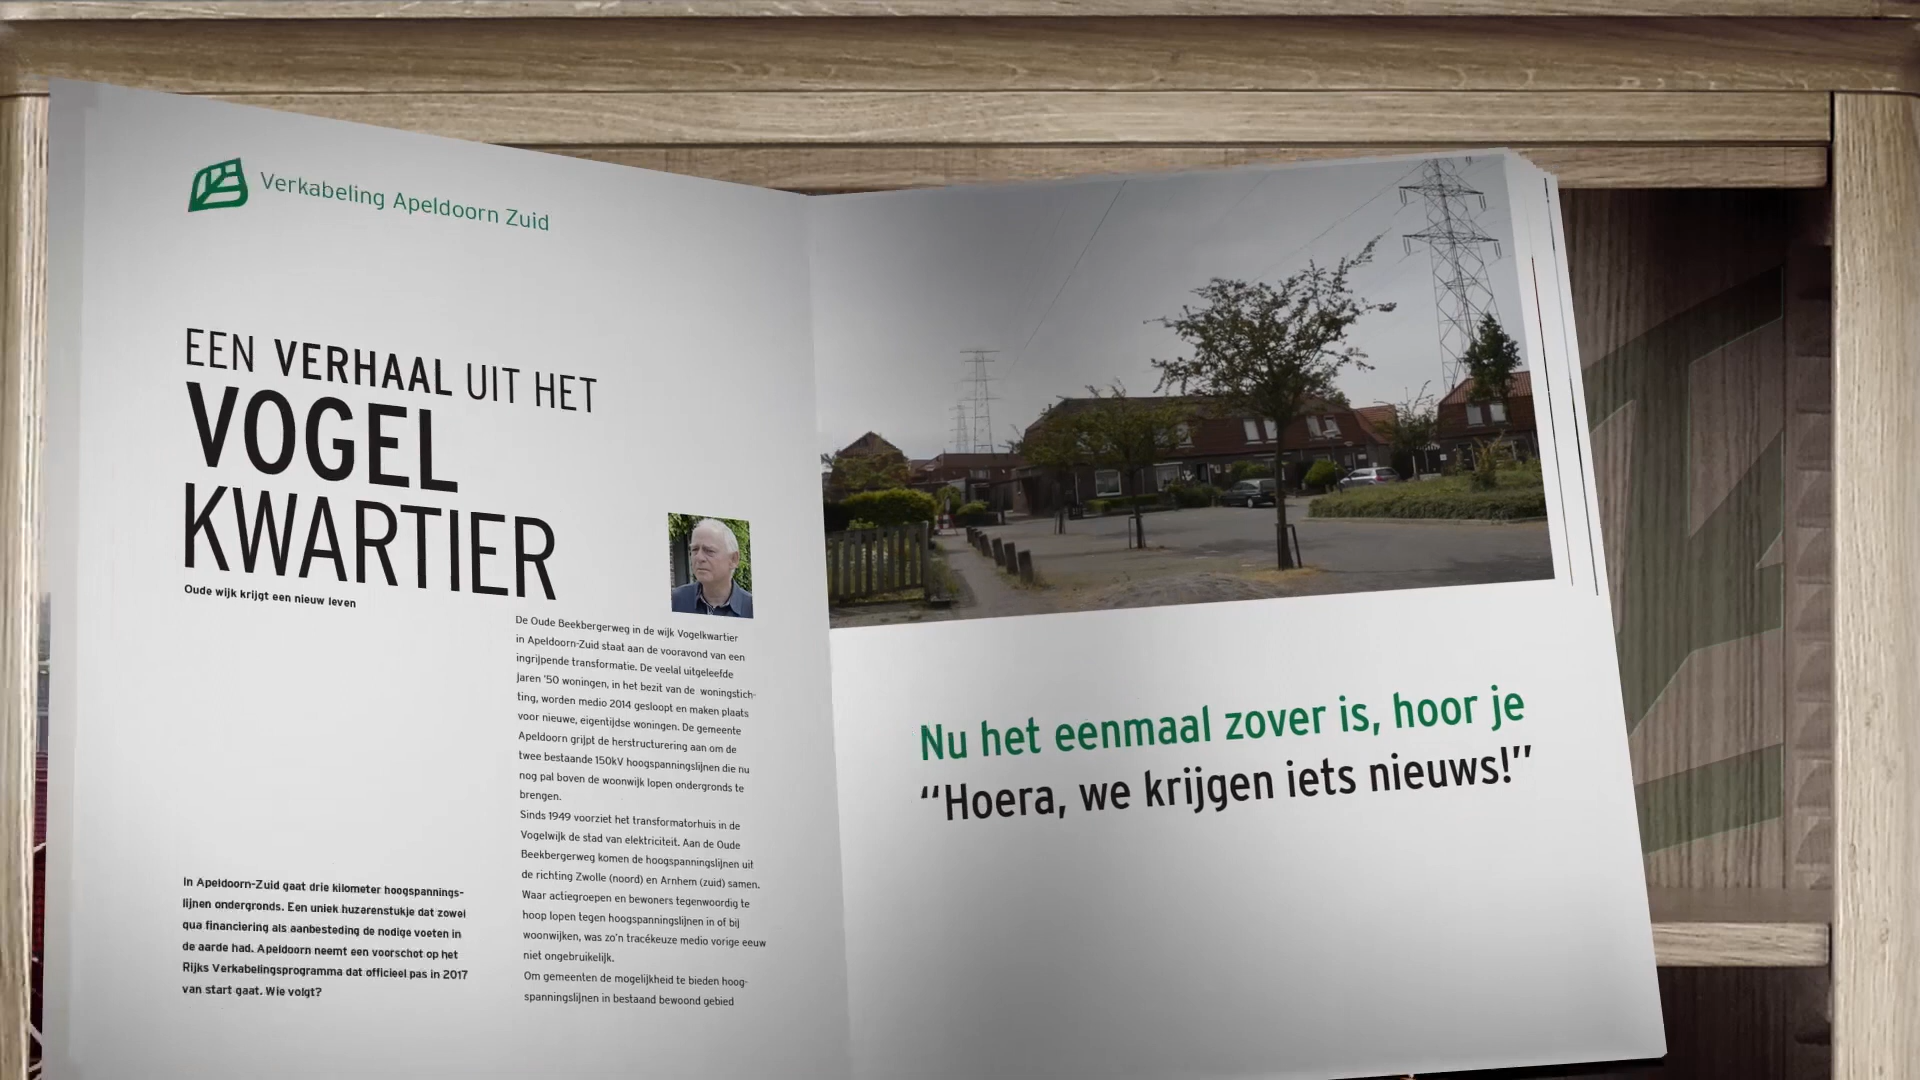 Verkabeling Apeldoorn Zuid
EEN VERHAAL UIT HET
VOGEL
KWARTIER
Oude wijk krijgt een nieuw leven
In Apeldoorn-Zuid gaat drie kilometer hoogspannings-
lijnen ondergronds. Een uniek huzarenstukje dat zowel
qua financiering als aanbesteding de nodige voeten in
de aarde had. Apeldoorn neemt een voorschot op het
Rijks Verkabelingsprogramma dat officieel pas in 2017
van start gaat. Wie volgt?
De Oude Beekbergerweg in de wijk Vogelkwartier
in Apeldoorn-Zuid staat aan de vooravond van een
ingrijpende transformatie. De veelal uitgeleefde
jaren '50 woningen, in het bezit van de woningstich-
ting, worden medio 2014 gesloopt en maken plaats
voor nieuwe, eigentijdse woningen. De gemeente
Apeldoorn grijpt de herstructurering aan om de
twee bestaande 150kV hoogspanningslijnen die nu
nog pal boven de woonwijk lopen ondergronds te
brengen.
Sinds 1949 voorziet het transformatorhuis in de
Vogelwijk de stad van elektriciteit. Aan de Oude
Beekbergerweg komen de hoogspanningslijnen uit
de richting Zwolle (noord) en Arnhem (zuid) samen.
Waar actiegroepen en bewoners tegenwoordig te
hoop lopen tegen hoogspanningslijnen in of bij
woonwijken, was zo'n tracékeuze medio vorige eeuw
niet ongebruikelijk.
Om gemeenten de mogelijkheid te bieden hoog-
spanningslijnen in bestaand bewoond gebied
Nu het eenmaal zover is, hoor je
“Hoera, we krijgen iets nieuws!”